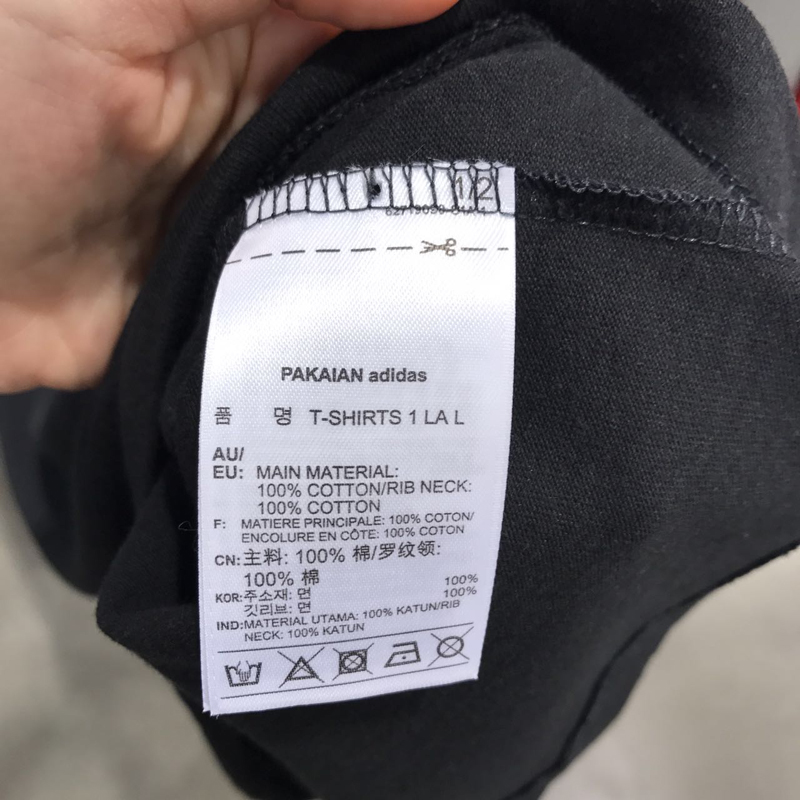 1/2
PAKAIAN adidas
품 명 T-SHIRTS 1 LA L
AU/
EU: MAIN MATERIAL:
100% COTTON/RIB NECK:
100% COTTON
F: MATIERE PRINCIPALE: 100% COTON/
ENCOLURE EN CÔTE: 100% COTON
CN:主料: 100% 棉/罗纹领:
100% 棉
KOR:주소재: 면 100%
깃리브: 면 100%
IND:MATERIAL UTAMA: 100% KATUN/RIB
NECK: 100% KATUN